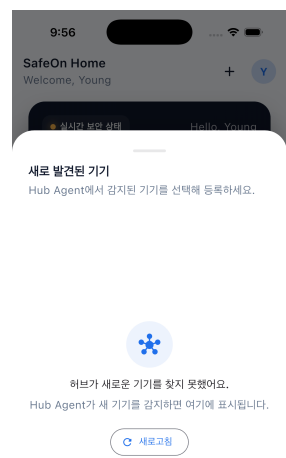 9:56
SafeOn Home
Welcome, Young
+
Y
실시간 보안 상태
Hello, Young
새로 발견된 기기
Hub Agent에서 감지된 기기를 선택해 등록하세요.
허브가 새로운 기기를 찾지 못했어요.
Hub Agent가 새 기기를 감지하면 여기에 표시됩니다.
새로고침